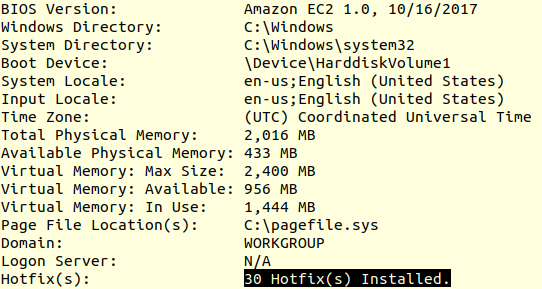 BIOS Version: Amazon EC2 1.0, 10/16/2017
Windows Directory: C:\Windows
System Directory: C:\Windows\system32
Boot Device: \Device\HarddiskVolume1
System Locale: en-us;English (United States)
Input Locale: en-us;English (United States)
Time Zone: (UTC) Coordinated Universal Time
Total Physical Memory: 2,016 MB
Available Physical Memory: 433 MB
Virtual Memory: Max Size: 2,400 MB
Virtual Memory: Available: 956 MB
Virtual Memory: In Use: 1,444 MB
Page File Location(s): C:\pagefile.sys
Domain: WORKGROUP
Logon Server: N/A
Hotfix(s): 30 Hotfix(s) Installed.